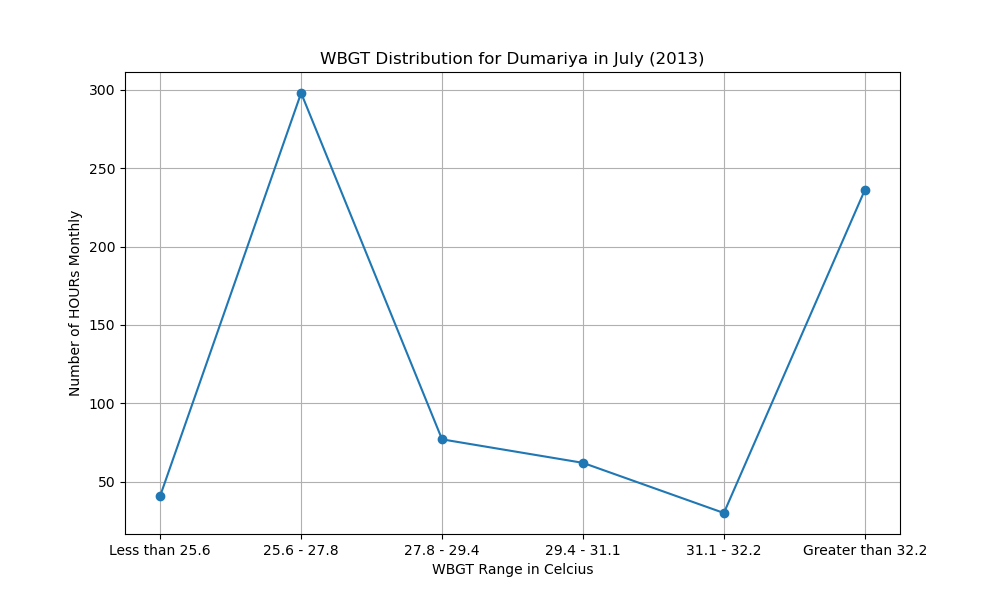 WBGT Distribution for Dumariya in July (2013)
Number of HOURs Monthly
300
250
200
150
100
50
Less than 25.6
25.6 - 27.8
27.8 - 29.4
29.4 - 31.1
31.1 - 32.2
Greater than 32.2
WBGT Range in Celcius